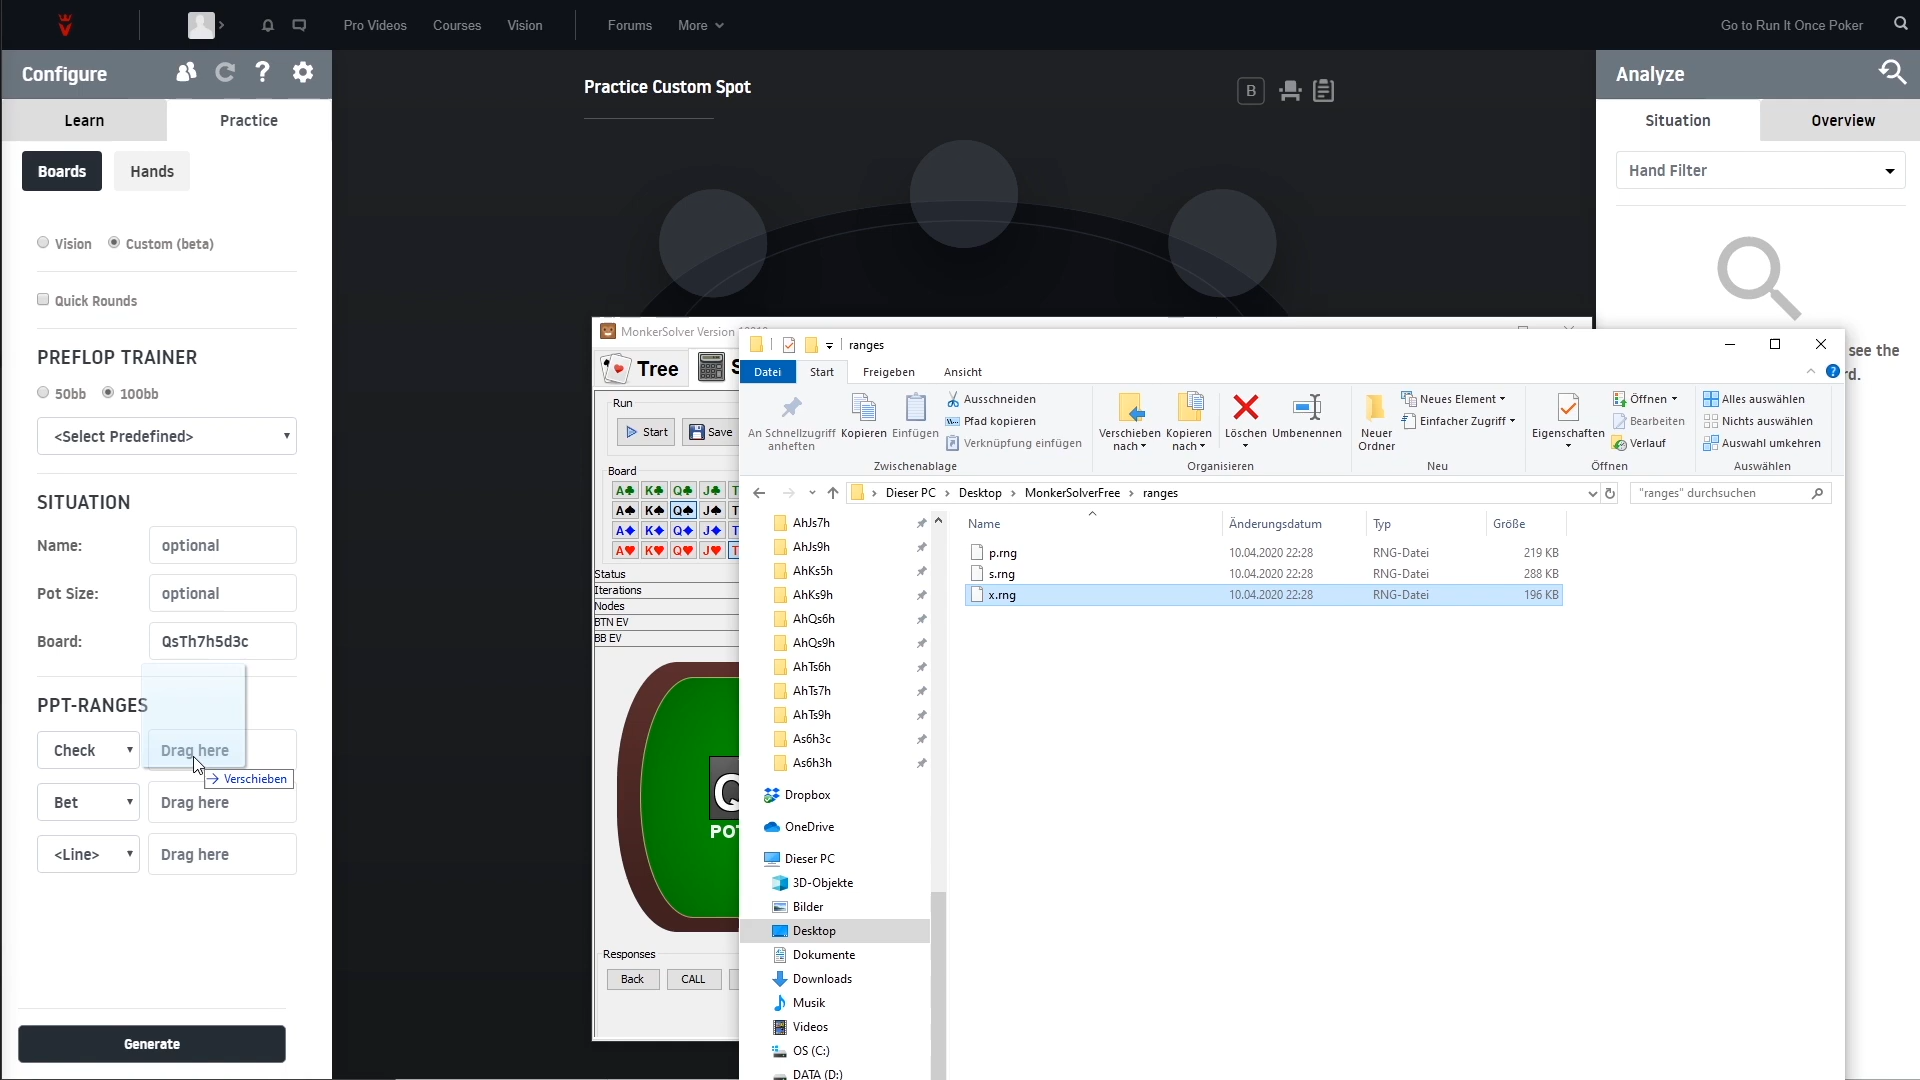 Pro Videos Courses Vision Forums More Go to Run It Once Poker
Configure
?
Learn Practice
Boards Hands
Vision Custom (beta)
Quick Rounds
PREFLOP TRAINER
50bb 100bb
<Select Predefined>
SITUATION
Name: optional
Pot Size: optional
Board: QsTh7h5d3c
PPT-RANGES
Check Drag here
Verschieben
Bet Drag here
<Line> Drag here
Generate
Practice Custom Spot
B
Analyze
Situation Overview
Hand Filter
see the
rd.
MonkerSolver Version
Tree S
Run
Start Save
Board
A♣ K♣ Q♣ J♣ T
A♠ K♠ Q♠ J♠ T
A♦ K♦ Q♦ J♦ T
A♥ K♥ Q♥ J♥ T
Status
Iterations
Nodes
BTN EV
BB EV
Q
POT
Responses
Back CALL
ranges
Datei Start Freigeben Ansicht
?
An Schnellzugriff anheften
Kopieren
Einfügen
Ausschneiden
Pfad kopieren
Verknüpfung einfügen
Zwischenablage
Verschieben nach
Kopieren nach
Löschen
Umbenennen
Organisieren
Neuer Ordner
Neues Element
Einfacher Zugriff
Neu
Eigenschaften
Öffnen
Bearbeiten
Verlauf
Öffnen
Alles auswählen
Nichts auswählen
Auswahl umkehren
Auswählen
Dieser PC > Desktop > MonkerSolverFree > ranges
"ranges" durchsuchen
AhJs7h
AhJs9h
AhKs5h
AhKs9h
AhQs6h
AhQs9h
AhTs6h
AhTs7h
AhTs9h
As6h3c
As6h3h
Dropbox
OneDrive
Dieser PC
3D-Objekte
Bilder
Desktop
Dokumente
Downloads
Musik
Videos
OS (C:)
DATA (D:)
Name Änderungsdatum Typ Größe
p.rng 10.04.2020 22:28 RNG-Datei 219 KB
s.rng 10.04.2020 22:28 RNG-Datei 288 KB
x.rng 10.04.2020 22:28 RNG-Datei 196 KB